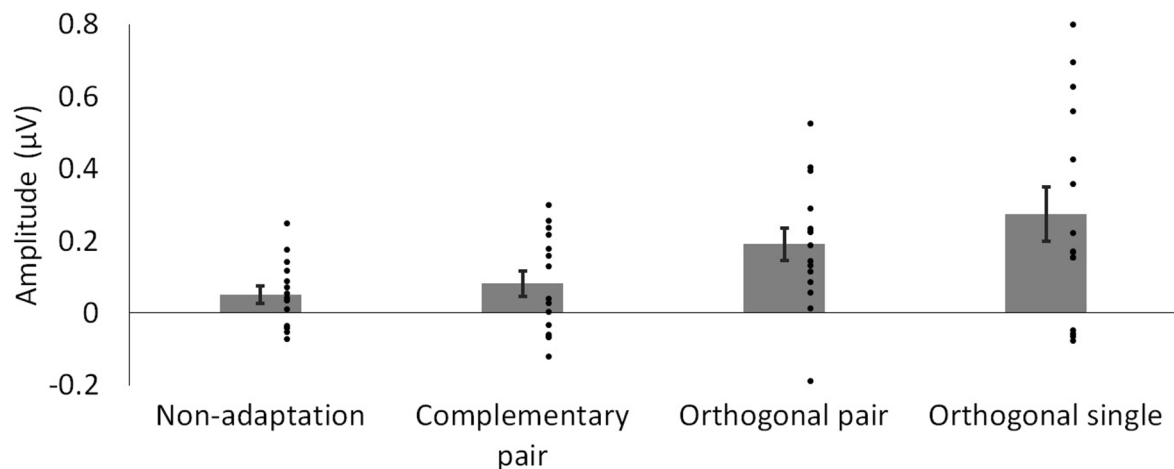 0.8
0.6
0.4
0.2
0
-0.2
Amplitude (µV)
Non-adaptation
Complementary
pair
Orthogonal pair
Orthogonal single